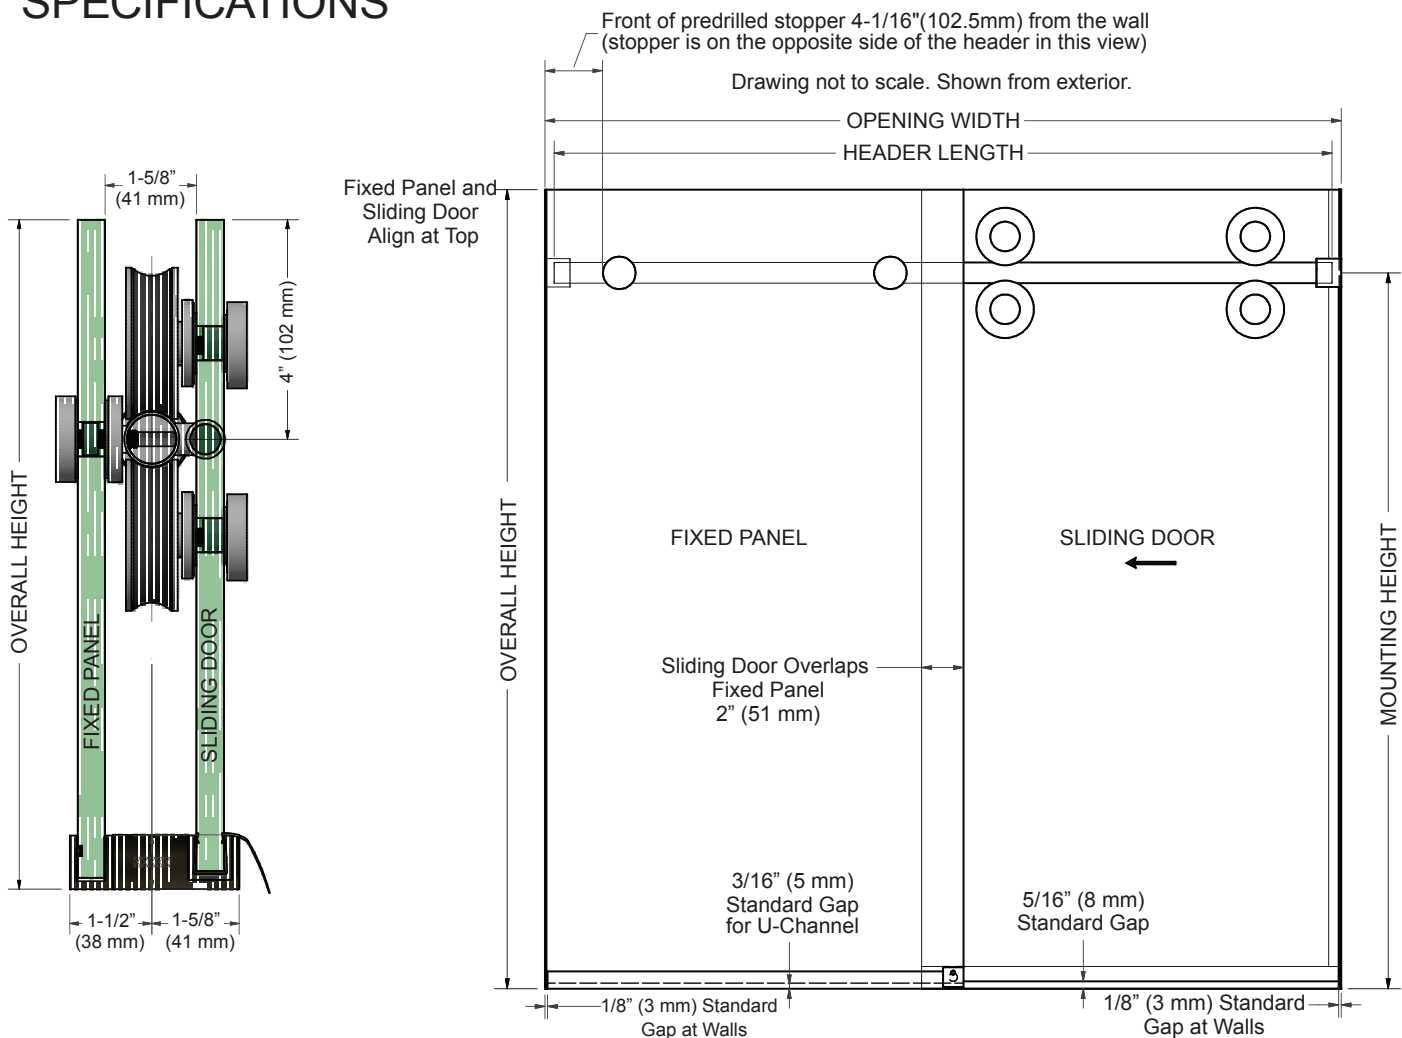 SPECIFICATIONS
Front of predrilled stopper 4-1/16"(102.5mm) from the wall
(stopper is on the opposite side of the header in this view)
Drawing not to scale. Shown from exterior.
OPENING WIDTH
HEADER LENGTH
1-5/8”
(41 mm)
Fixed Panel and
Sliding Door
Align at Top
4” (102 mm)
OVERALL HEIGHT
FIXED PANEL
SLIDING DOOR
OVERALL HEIGHT
FIXED PANEL
SLIDING DOOR
MOUNTING HEIGHT
Sliding Door Overlaps
Fixed Panel
2” (51 mm)
3/16” (5 mm)
Standard Gap
for U-Channel
5/16” (8 mm)
Standard Gap
1-1/2”
(38 mm)
1-5/8”
(41 mm)
1/8” (3 mm) Standard
Gap at Walls
1/8” (3 mm) Standard
Gap at Walls